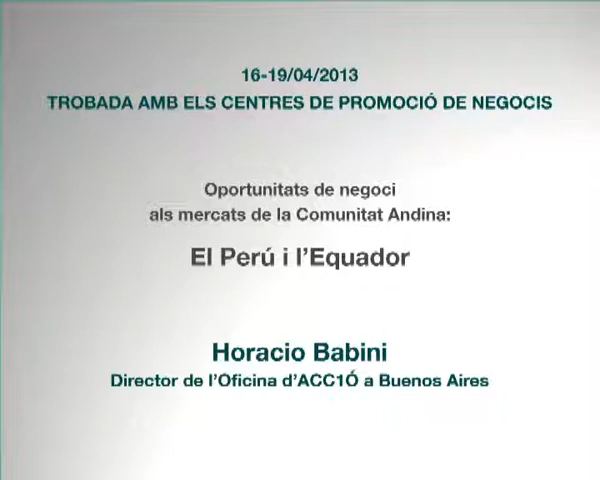 16-19/04/2013
TROBADA AMB ELS CENTRES DE PROMOCIÓ DE NEGOCIS
Oportunitats de negoci
als mercats de la Comunitat Andina:
El Perú i l'Equador
Horacio Babini
Director de l'Oficina d'ACC1Ó a Buenos Aires